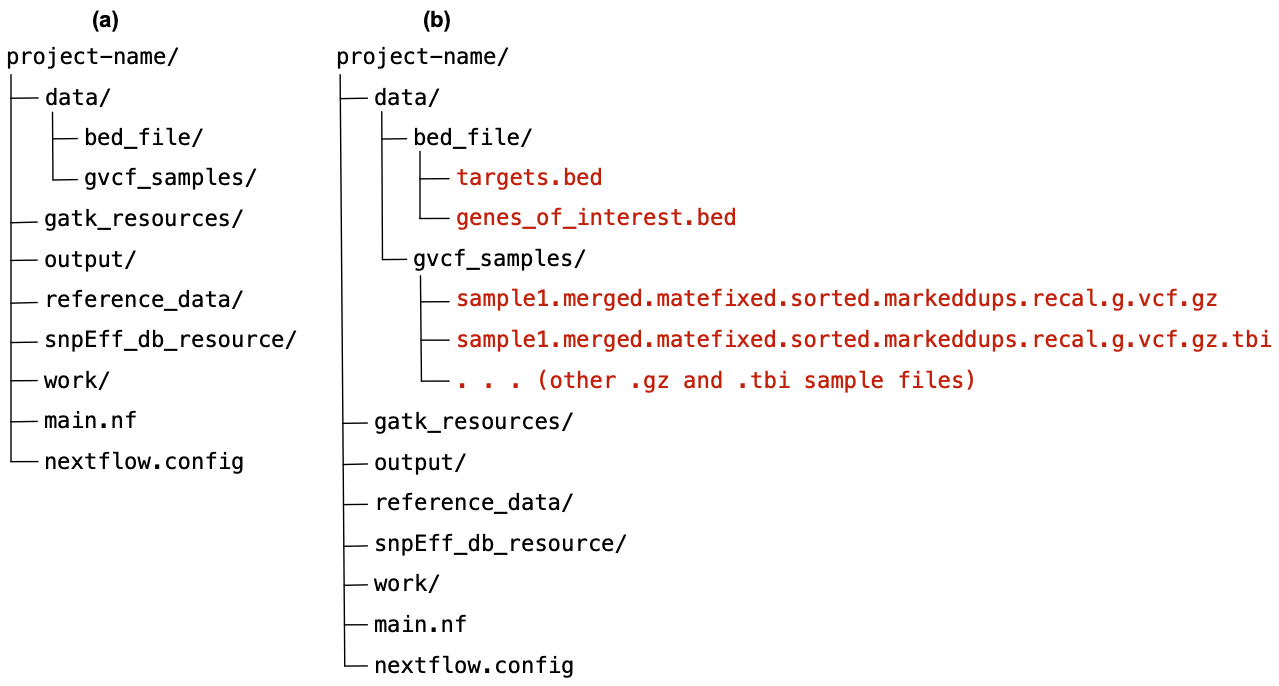 (a)
project-name/
data/
bed_file/
gvcf_samples/
gatk_resources/
output/
reference_data/
snpEff_db_resource/
work/
main.nf
nextflow.config
(b)
project-name/
data/
bed_file/
targets.bed
genes_of_interest.bed
gvcf_samples/
sample1.merged.matefixed.sorted.markeddups.recal.g.vcf.gz
sample1.merged.matefixed.sorted.markeddups.recal.g.vcf.gz.tbi
. . . (other .gz and .tbi sample files)
gatk_resources/
output/
reference_data/
snpEff_db_resource/
work/
main.nf
nextflow.config